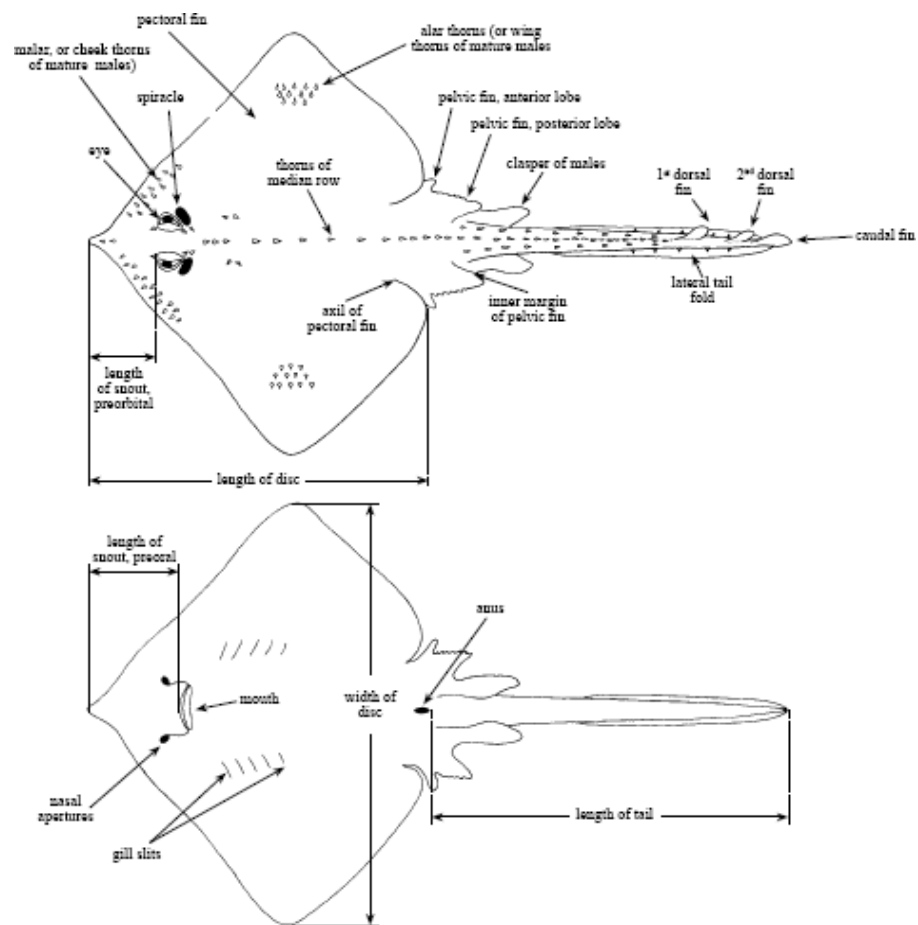 pectoral fin
alar thorns (or wing
thorns of mature males)
malar, or cheek thorns
of mature males)
spiracle
eye
thorns of
median row
pelvic fin, anterior lobe
pelvic fin, posterior lobe
clasper of males
1st dorsal
fin
2nd dorsal
fin
caudal fin
lateral tail
fold
inner margin
of pelvic fin
axil of
pectoral fin
length
of snout,
preorbital
length of disc
length of
snout, preoral
anus
mouth
width of
disc
nasal
apertures
gill slits
length of tail